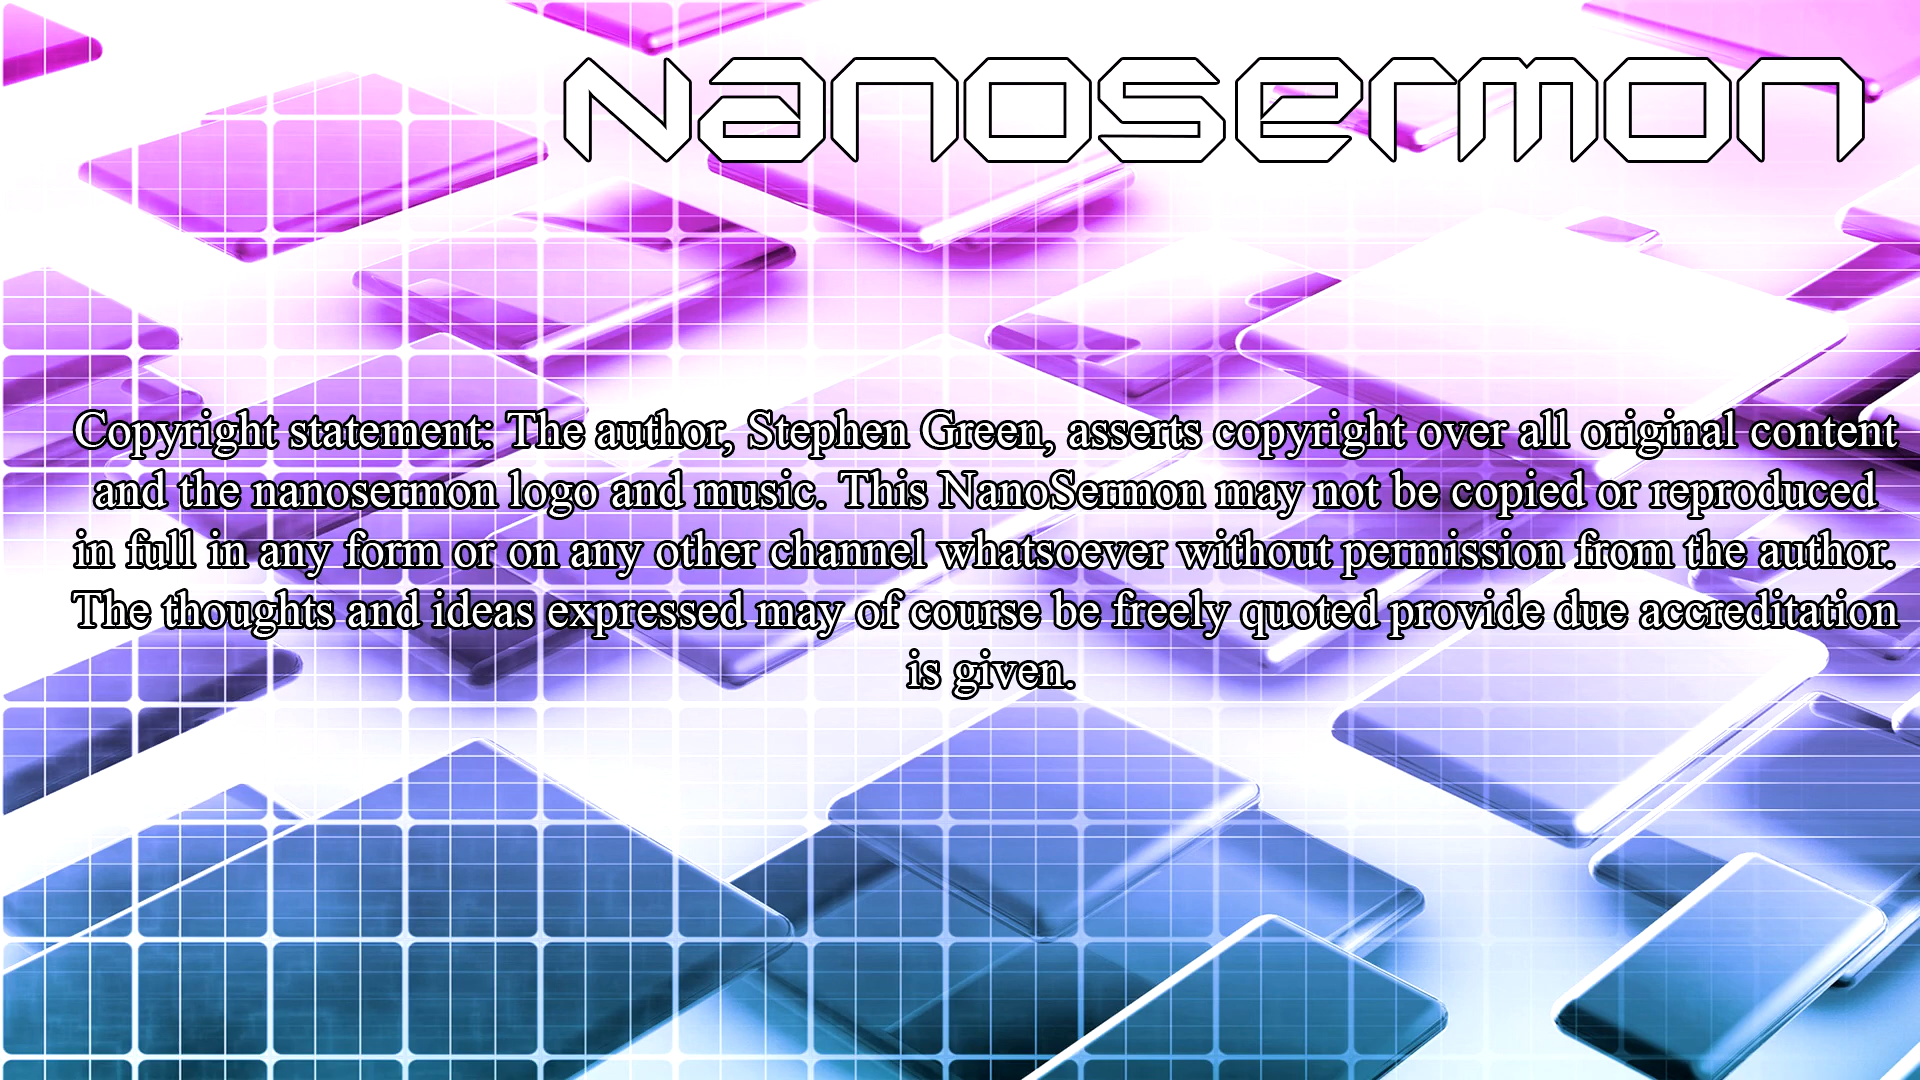 Nanosermon
Copyright statement: The author, Stephen Green, asserts copyright over all original content
and the nanosermon logo and music. This NanoSermon may not be copied or reproduced
in full in any form or on any other channel whatsoever without permission from the author.
The thoughts and ideas expressed may of course be freely quoted provide due accreditation
is given.